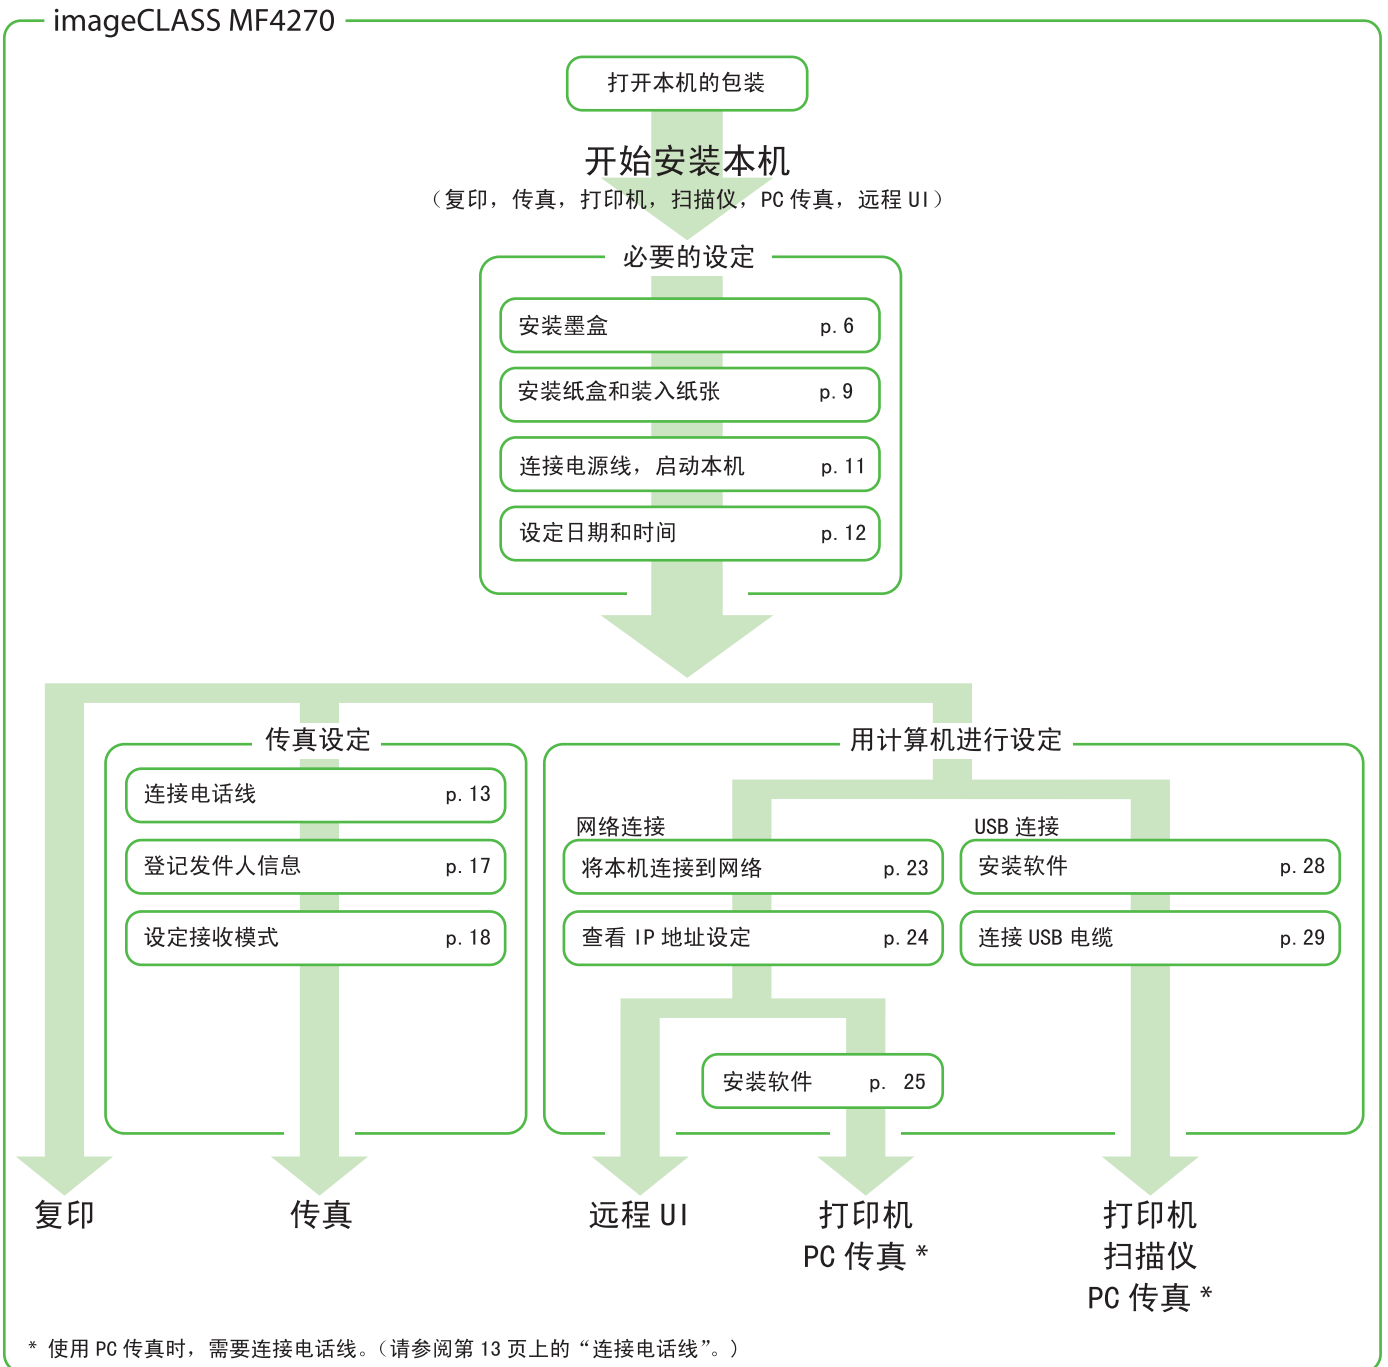 imageCLASS MF4270
打开本机的包装
开始安装本机
（复印，传真，打印机，扫描仪，PC 传真，远程 UI）
必要的设定
安装墨盒 p. 6
安装纸盒和装入纸张 p. 9
连接电源线，启动本机 p. 11
设定日期和时间 p. 12
传真设定
连接电话线 p. 13
登记发件人信息 p. 17
设定接收模式 p. 18
用计算机进行设定
网络连接
将本机连接到网络 p. 23
查看 IP 地址设定 p. 24
安装软件 p. 25
USB 连接
安装软件 p. 28
连接 USB 电缆 p. 29
复印
传真
远程 UI
打印机
PC 传真 *
打印机
扫描仪
PC 传真 *
* 使用 PC 传真时，需要连接电话线。（请参阅第 13 页上的“连接电话线”。）